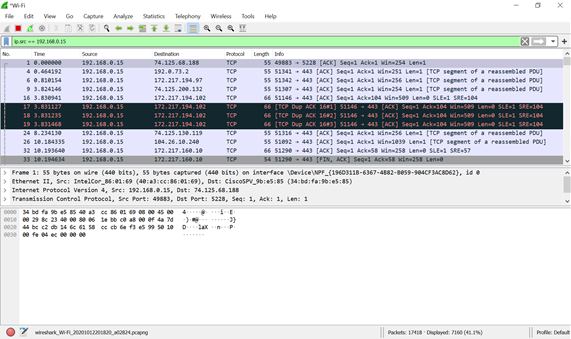 *Wi-Fi
File Edit View Go Capture Analyze Statistics Telephony Wireless Tools Help
ip.src == 192.168.0.15
No. Time Source Destination Protocol Length Info
1 0.000000 192.168.0.15 74.125.68.188 TCP 55 49883 → 5228 [ACK] Seq=1 Ack=1 Win=254 Len=1
4 0.464192 192.168.0.15 192.0.73.2 TCP 55 51341 → 443 [ACK] Seq=1 Ack=1 Win=251 Len=1 [TCP segment of a reassembled PDU]
6 0.810154 192.168.0.15 172.217.194.97 TCP 55 51305 → 443 [ACK] Seq=1 Ack=1 Win=256 Len=1 [TCP segment of a reassembled PDU]
9 3.824146 192.168.0.15 74.125.200.132 TCP 55 51307 → 443 [ACK] Seq=1 Ack=1 Win=254 Len=1 [TCP segment of a reassembled PDU]
16 3.830941 192.168.0.15 172.217.194.102 TCP 66 51146 → 443 [ACK] Seq=1 Ack=104 Win=509 Len=0 SLE=1 SRE=104
17 3.831127 192.168.0.15 172.217.194.102 TCP 66 [TCP Dup ACK 16#1] 51146 → 443 [ACK] Seq=1 Ack=104 Win=509 Len=0 SLE=1 SRE=104
18 3.831235 192.168.0.15 172.217.194.102 TCP 66 [TCP Dup ACK 16#2] 51146 → 443 [ACK] Seq=1 Ack=104 Win=509 Len=0 SLE=1 SRE=104
19 3.831468 192.168.0.15 172.217.194.102 TCP 66 [TCP Dup ACK 16#3] 51146 → 443 [ACK] Seq=1 Ack=104 Win=509 Len=0 SLE=1 SRE=104
24 8.234130 192.168.0.15 74.125.130.119 TCP 55 51316 → 443 [ACK] Seq=1 Ack=1 Win=256 Len=1 [TCP segment of a reassembled PDU]
26 10.184335 192.168.0.15 104.26.10.240 TCP 55 51092 → 443 [ACK] Seq=1 Ack=1 Win=1039 Len=1 [TCP segment of a reassembled PDU]
32 10.193640 192.168.0.15 172.217.160.10 TCP 66 51290 → 443 [ACK] Seq=1 Ack=58 Win=258 Len=0 SLE=57
33 10.194634 192.168.0.15 172.217.160.10 TCP 54 51290 → 443 [FIN, ACK] Seq=1 Ack=58 Win=258 Len=0
Frame 1: 55 bytes on wire (440 bits), 55 bytes captured (440 bits) on interface \Device\NPF_{196D311B-6367-4882-8059-904CF3AC8D62}, id 0
Ethernet II, Src: IntelCor_86:01:69 (40:a3:cc:86:01:69), Dst: CiscoSPV_9b:e5:85 (34:bd:fa:9b:e5:85)
Internet Protocol Version 4, Src: 192.168.0.15, Dst: 74.125.68.188
Transmission Control Protocol, Src Port: 49883, Dst Port: 5228, Seq: 1, Ack: 1, Len: 1
0000 34 bd fa 9b e5 85 40 a3 cc 86 01 69 08 00 45 00
0010 00 29 8c 23 40 00 80 06 1e bb c0 a8 00 0f 4a 7d
0020 44 bc c2 db 14 6c 61 58 cc cb 6e f3 e5 99 50 10
0030 00 fe 04 ec 00 00 00
wireshark_Wi-Fi_20201012201820_a02824.pcapng Packets: 17418 · Displayed: 7160 (41.1%) Profile: Default